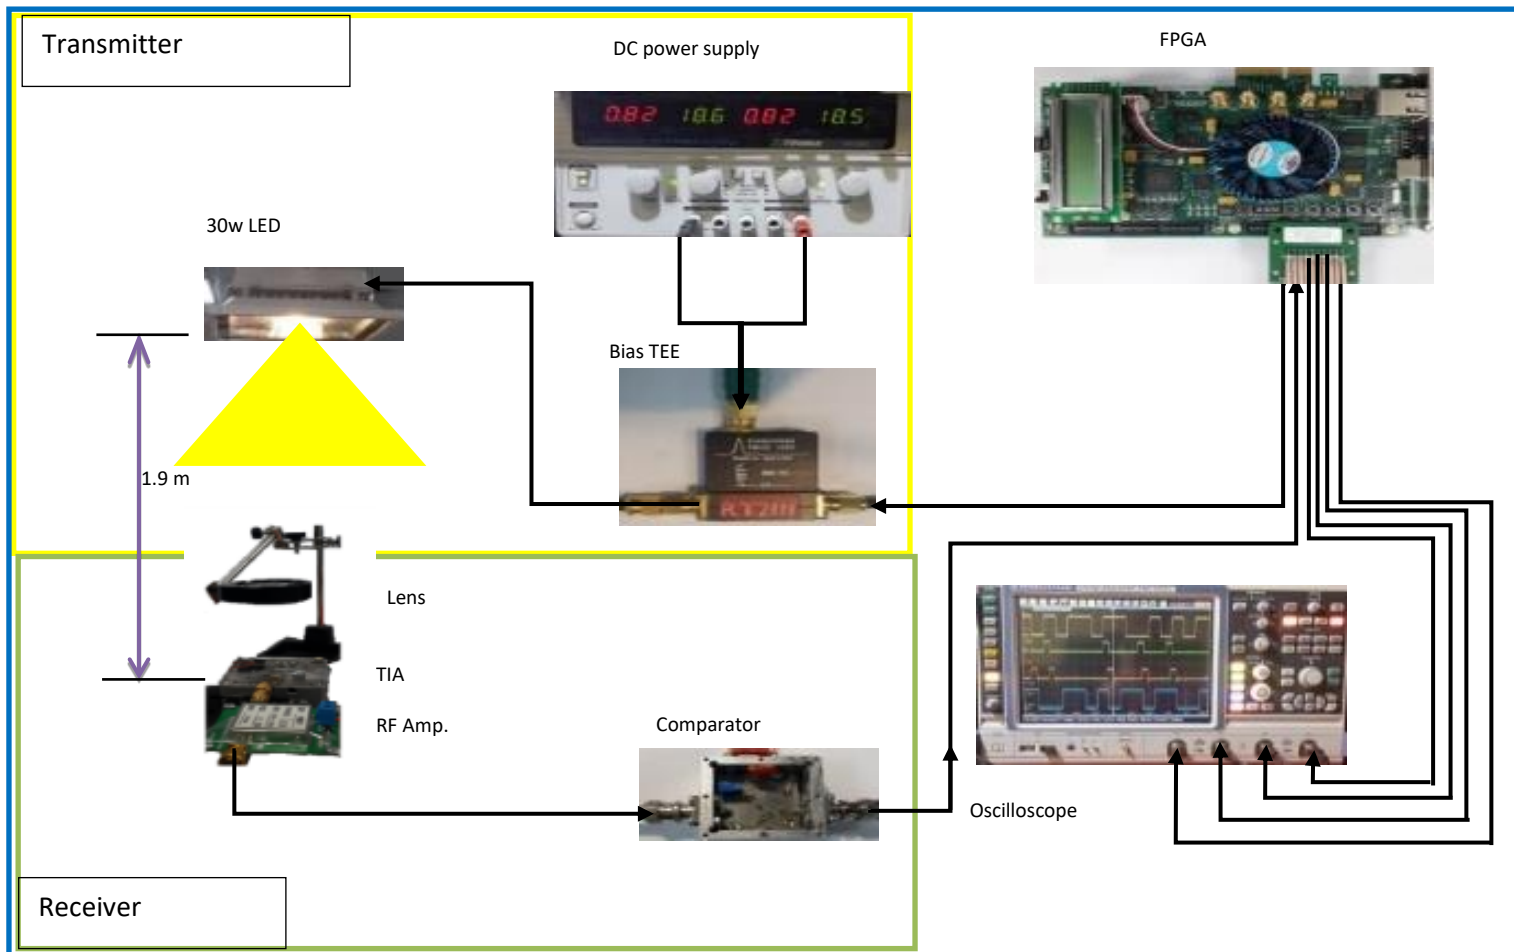 Transmitter
DC power supply
FPGA
0.82 18.6 0.82 18.5
30w LED
Bias TEE
1.9 m
Lens
TIA
RF Amp.
Comparator
Oscilloscope
Receiver